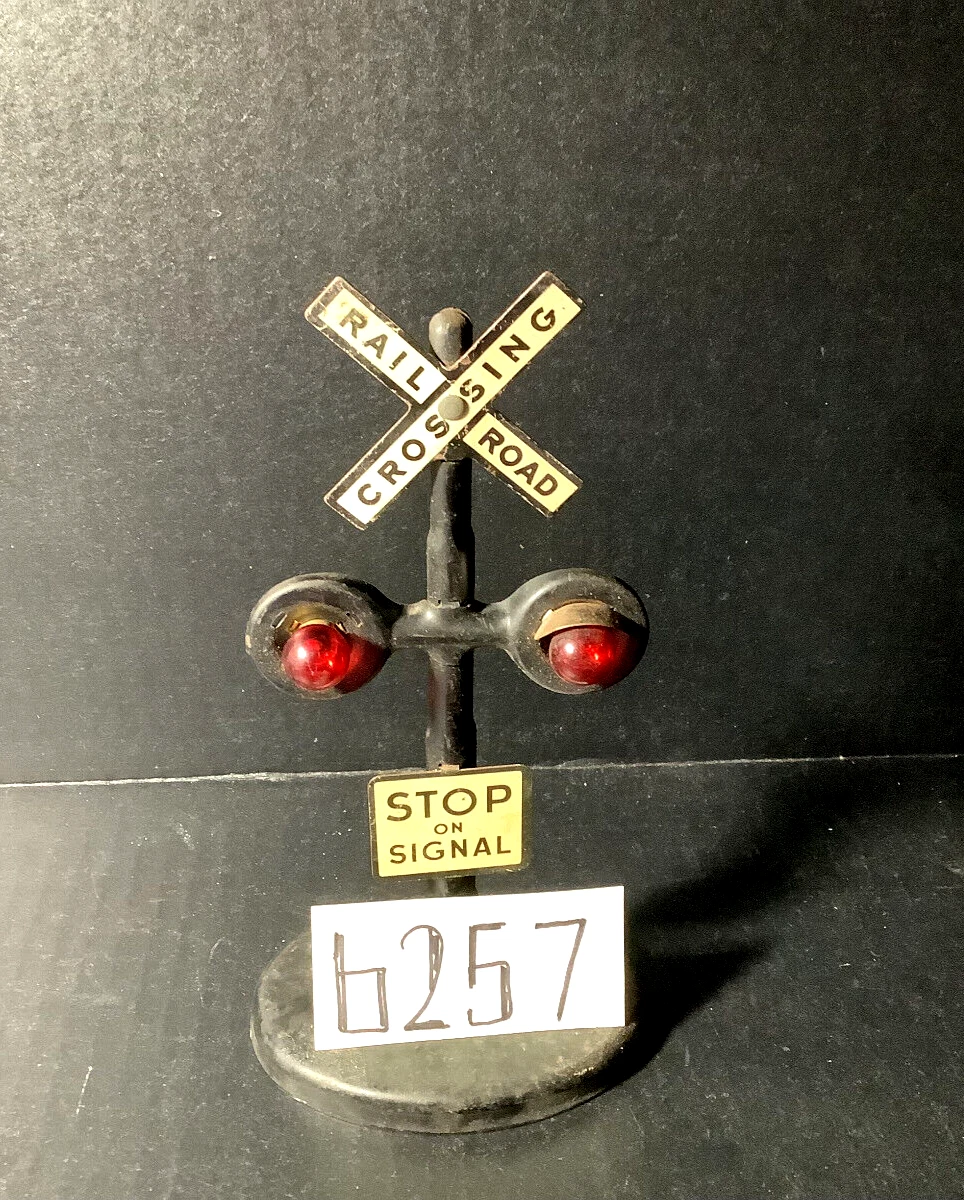 RAIL ROAD
CROSSING
STOP
ON
SIGNAL
6257